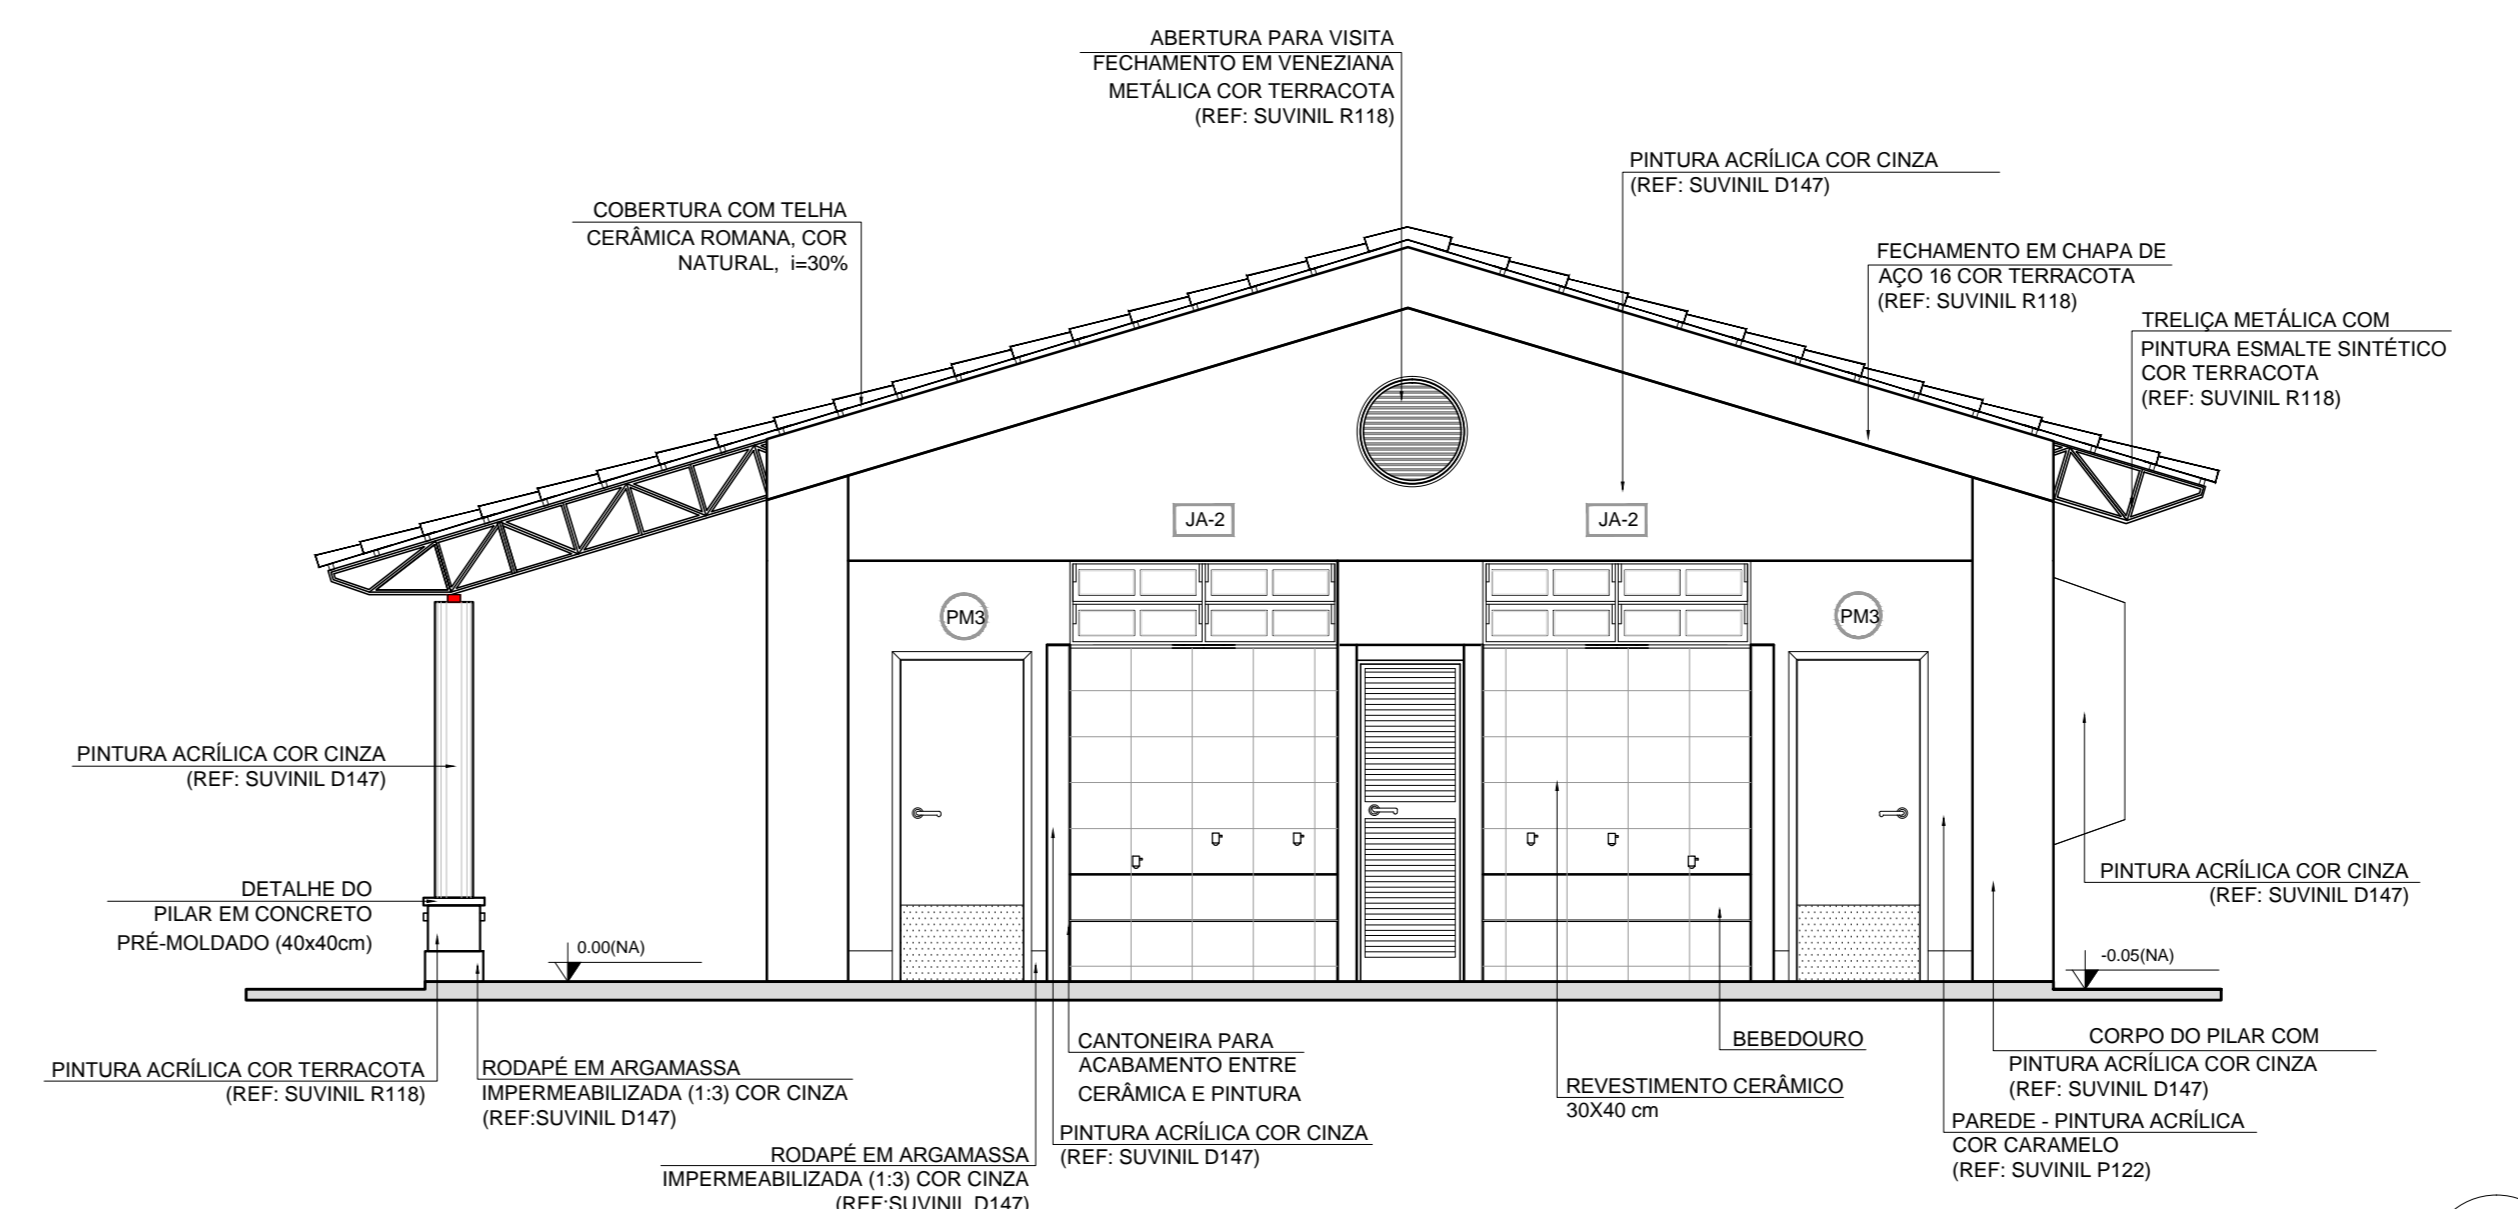 ABERTURA PARA VISITA
FECHAMENTO EM VENEZIANA
METÁLICA COR TERRACOTA
(REF: SUVINIL R118)
PINTURA ACRÍLICA COR CINZA
(REF: SUVINIL D147)
COBERTURA COM TELHA
CERÂMICA ROMANA, COR
NATURAL, i=30%
FECHAMENTO EM CHAPA DE
AÇO 16 COR TERRACOTA
(REF: SUVINIL R118)
TRELIÇA METÁLICA COM
PINTURA ESMALTE SINTÉTICO
COR TERRACOTA
(REF: SUVINIL R118)
JA-2
JA-2
PM3
PM3
PINTURA ACRÍLICA COR CINZA
(REF: SUVINIL D147)
DETALHE DO
PILAR EM CONCRETO
PRÉ-MOLDADO (40x40cm)
0.00(NA)
PINTURA ACRÍLICA COR CINZA
(REF: SUVINIL D147)
-0.05(NA)
PINTURA ACRÍLICA COR TERRACOTA
(REF: SUVINIL R118)
RODAPÉ EM ARGAMASSA
IMPERMEABILIZADA (1:3) COR CINZA
(REF:SUVINIL D147)
RODAPÉ EM ARGAMASSA
IMPERMEABILIZADA (1:3) COR CINZA
(REF:SUVINIL D147)
CANTONEIRA PARA
ACABAMENTO ENTRE
CERÂMICA E PINTURA
PINTURA ACRÍLICA COR CINZA
(REF: SUVINIL D147)
REVESTIMENTO CERÂMICO
30X40 cm
BEBEDOURO
CORPO DO PILAR COM
PINTURA ACRÍLICA COR CINZA
(REF: SUVINIL D147)
PAREDE - PINTURA ACRÍLICA
COR CARAMELO
(REF: SUVINIL P122)